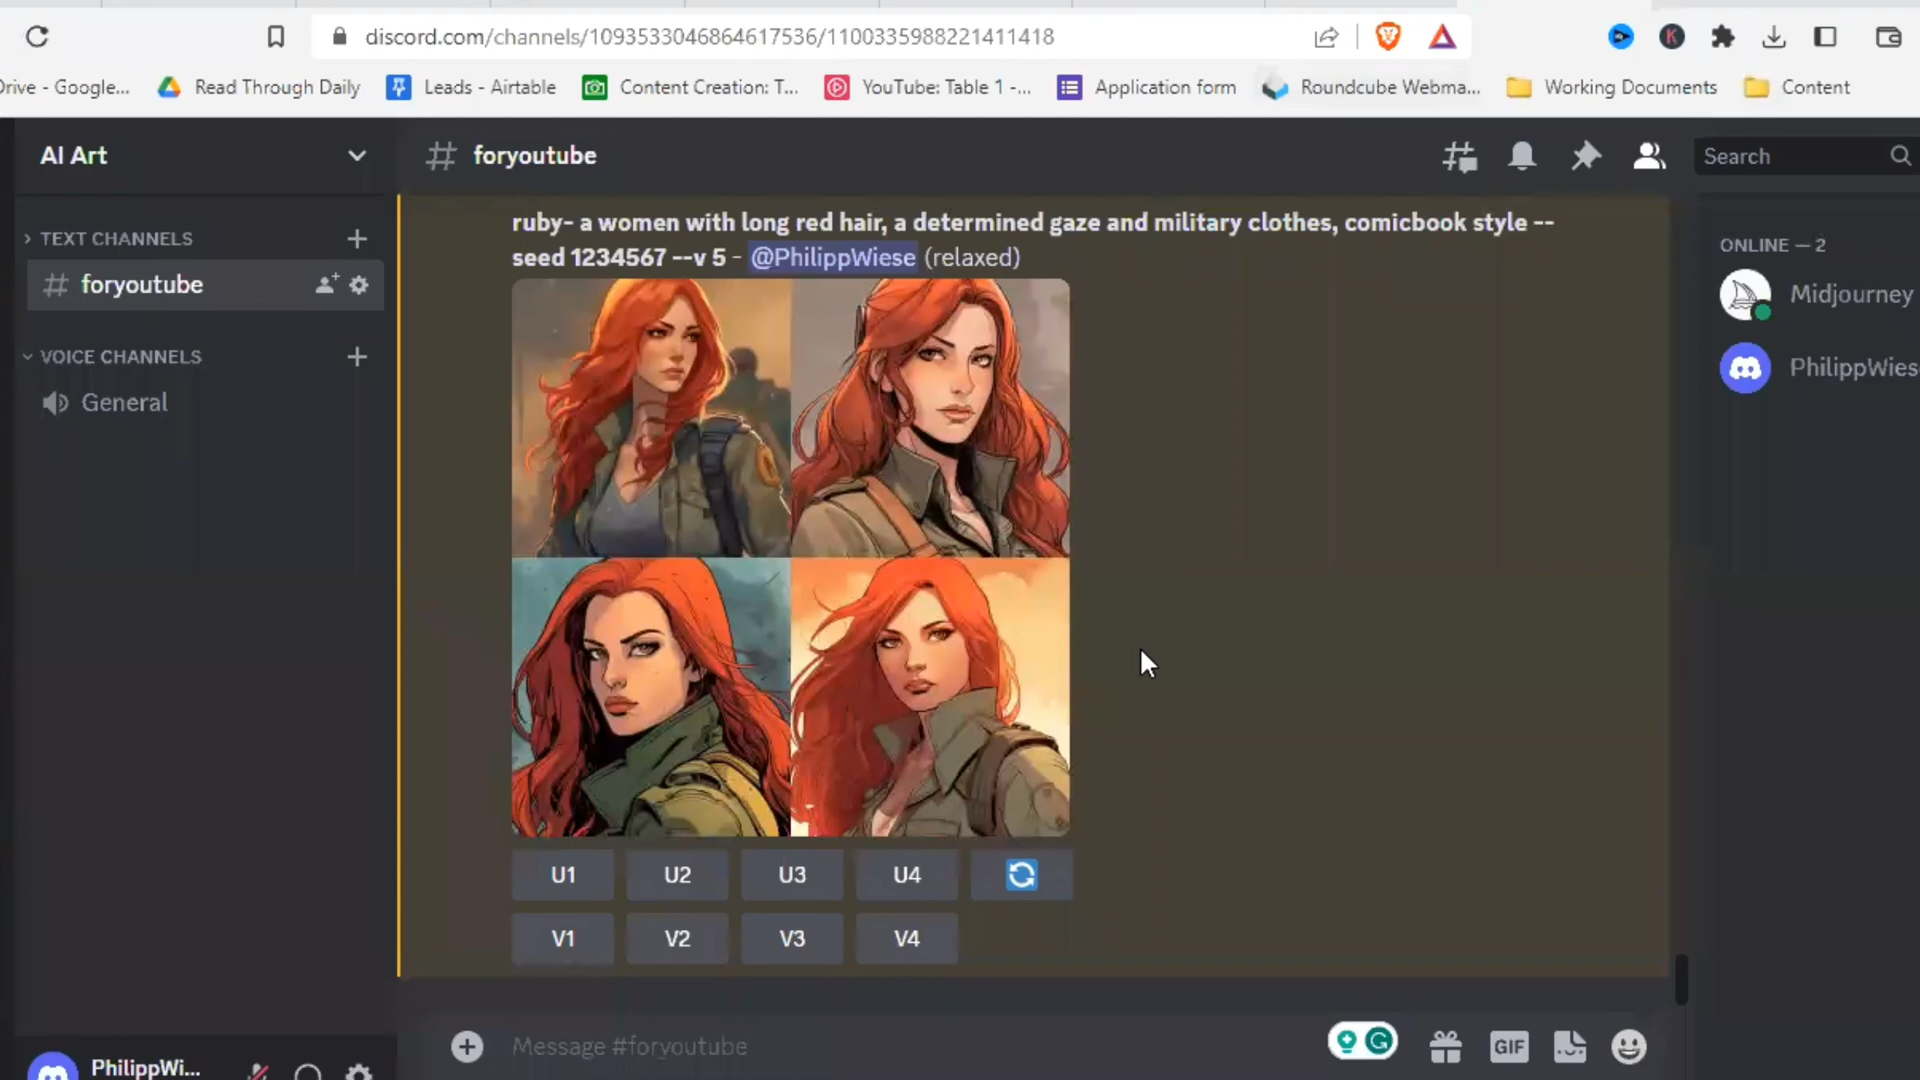 discord.com/channels/1093533046864617536/1100335988221411418
Drive - Google...
Read Through Daily
Leads - Airtable
Content Creation: T...
YouTube: Table 1 -...
Application form
Roundcube Webma...
Working Documents
Content
AI Art
foryoutube
Search
TEXT CHANNELS
foryoutube
VOICE CHANNELS
General
ruby- a women with long red hair, a determined gaze and military clothes, comicbook style --
seed 1234567 --v 5 - @PhilippWiese (relaxed)
U1 U2 U3 U4
V1 V2 V3 V4
ONLINE — 2
Midjourney
PhilippWies
Message #foryoutube
GIF
PhilippWi...